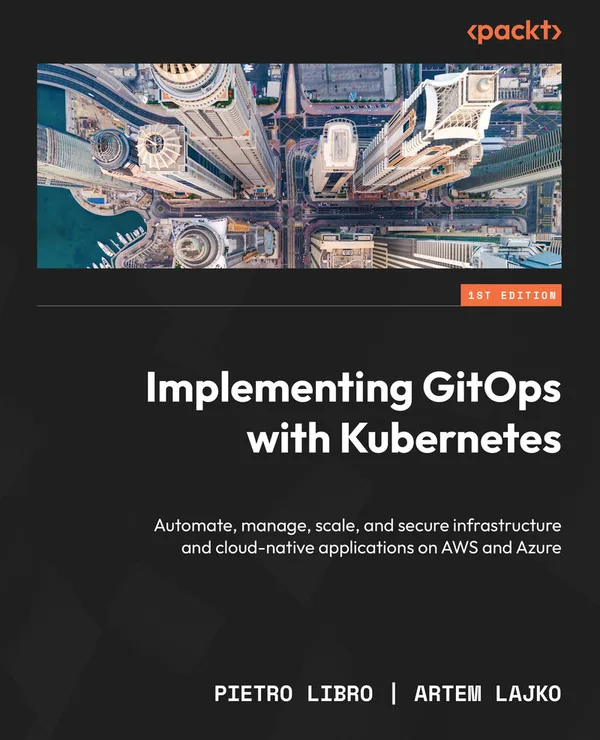 <packt>
1ST EDITION
Implementing GitOps
with Kubernetes
Automate, manage, scale, and secure infrastructure
and cloud-native applications on AWS and Azure
PIETRO LIBRO | ARTEM LAJKO